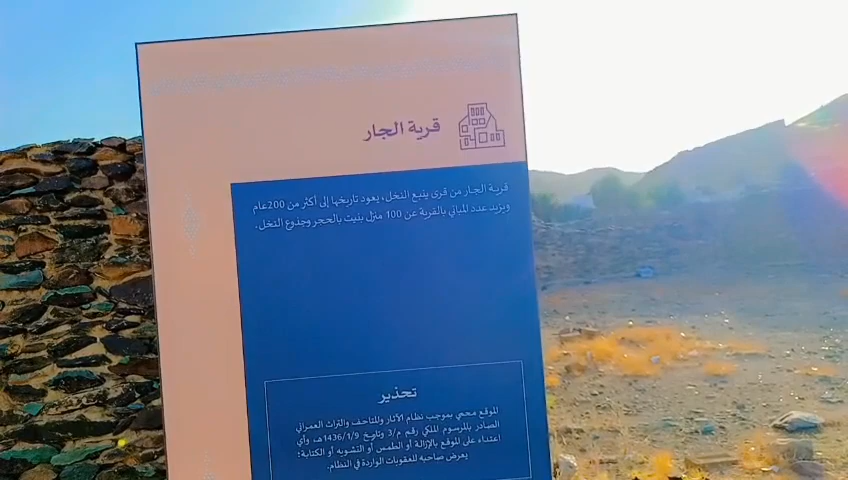 قرية الجار
قرية الجار من قرى ينبع النخل، يعود تاريخها إلى أكثر من 200عام
ويزيد عدد المباني بالقرية عن 100 منزل بنيت بالحجر وجذوع النخل.
تحذير
الموقع محمي بموجب نظام الآثار والمتاحف والتراث العمراني
الصادر بالمرسوم الملكي رقم م/3 وتاريخ 1436/1/9هـ، وأي
اعتداء على الموقع بالإزالة أو الطمس أو التشويه أو الكتابة؛
يعرض صاحبه للعقوبات الواردة في النظام.